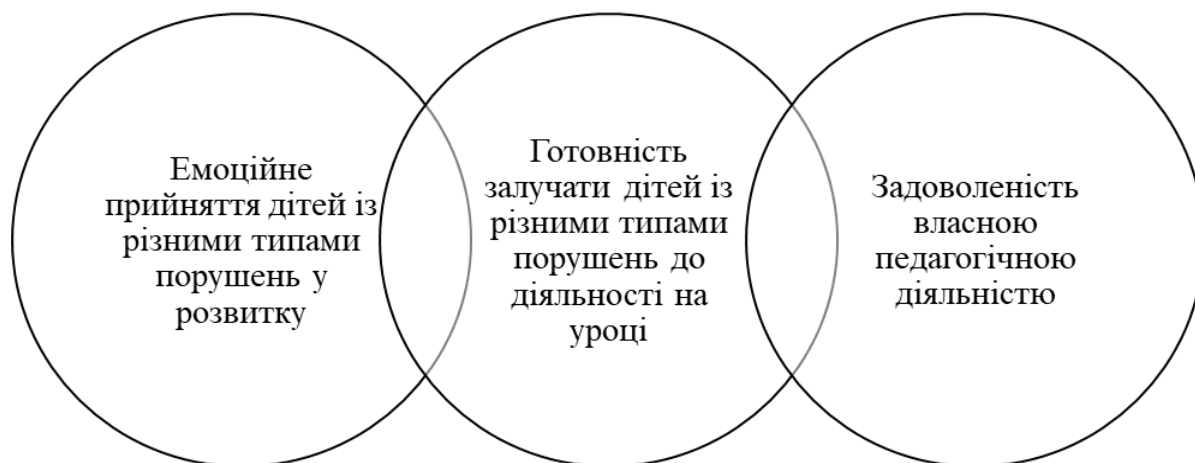 Емоційне
прийняття дітей із
різними типами
порушень у
розвитку
Готовність
залучати дітей із
різними типами
порушень до
діяльності на
уроці
Задоволеність
власною
педагогічною
діяльністю